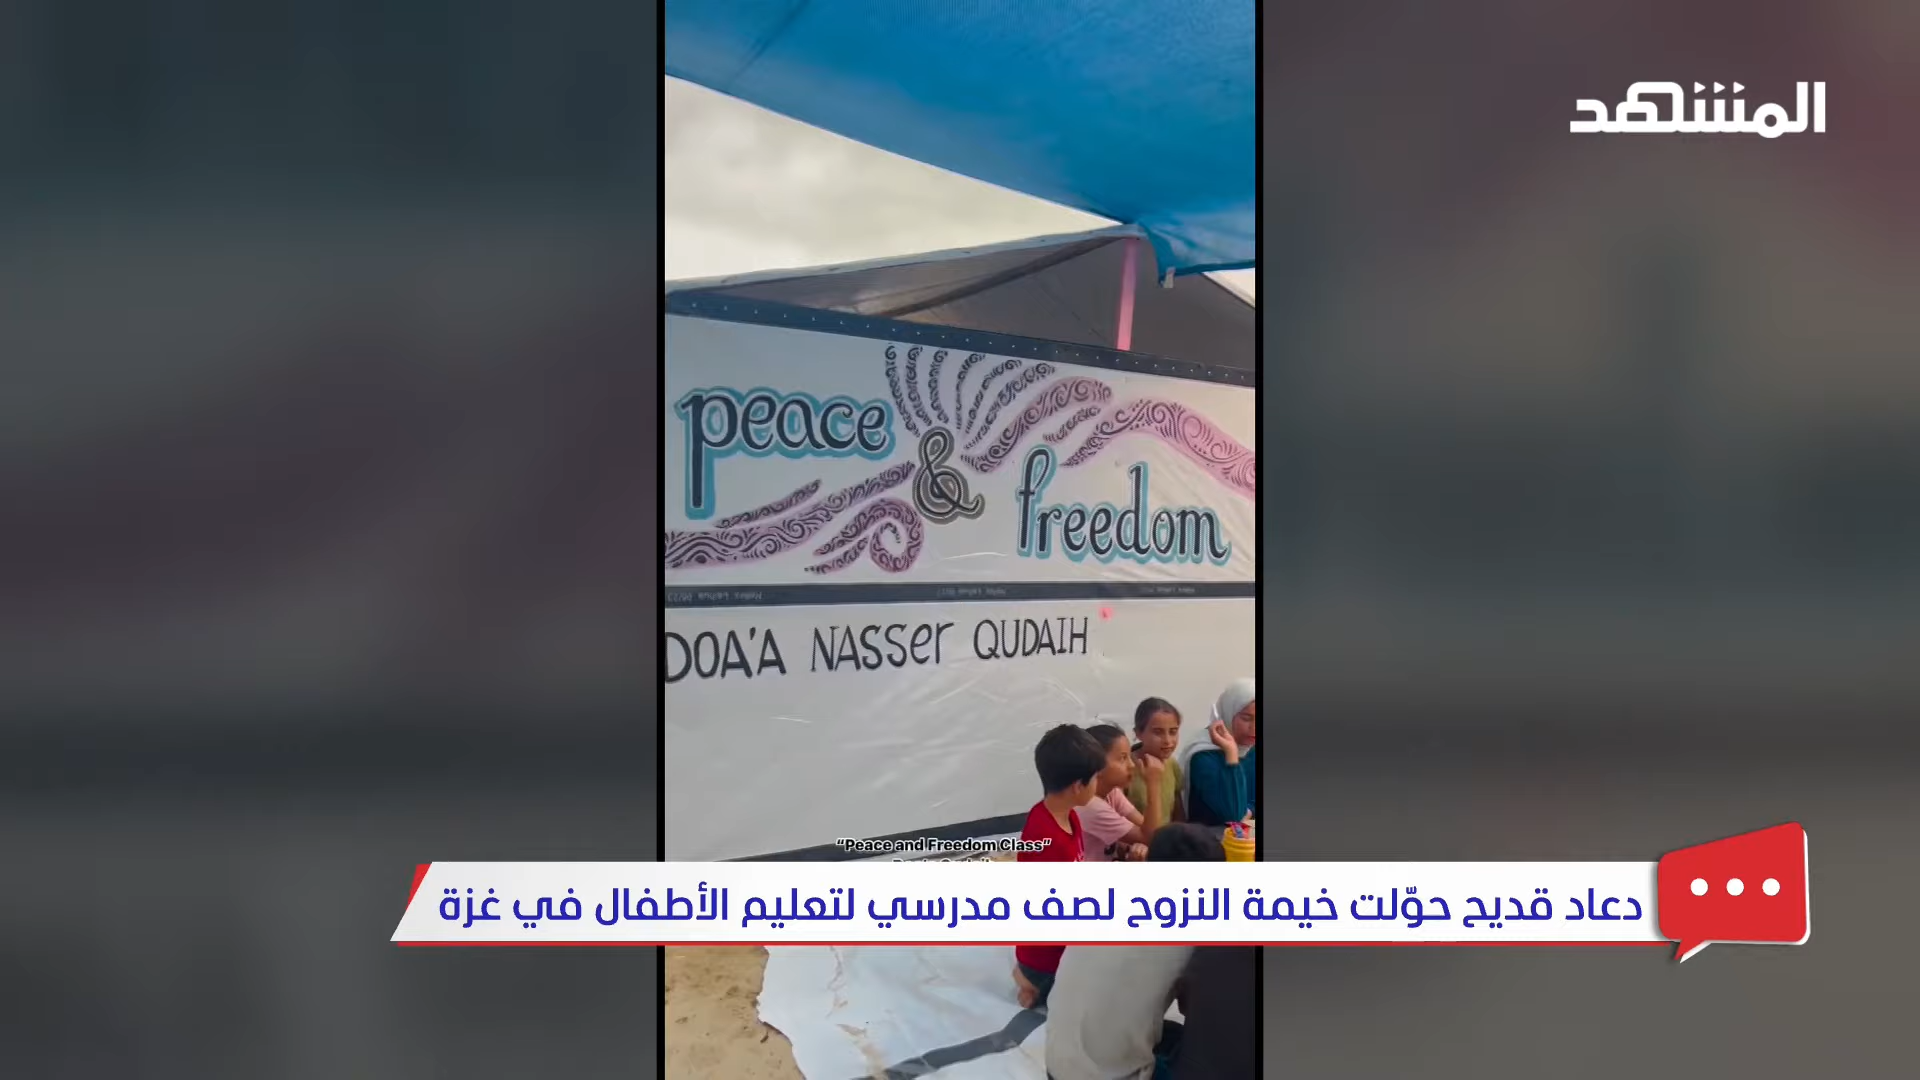 المشهد
peace & freedom
DOA'A NASSer QUDAIH
“Peace and Freedom Class”
دعاد قديح حوّلت خيمة النزوح لصف مدرسي لتعليم الأطفال في غزة